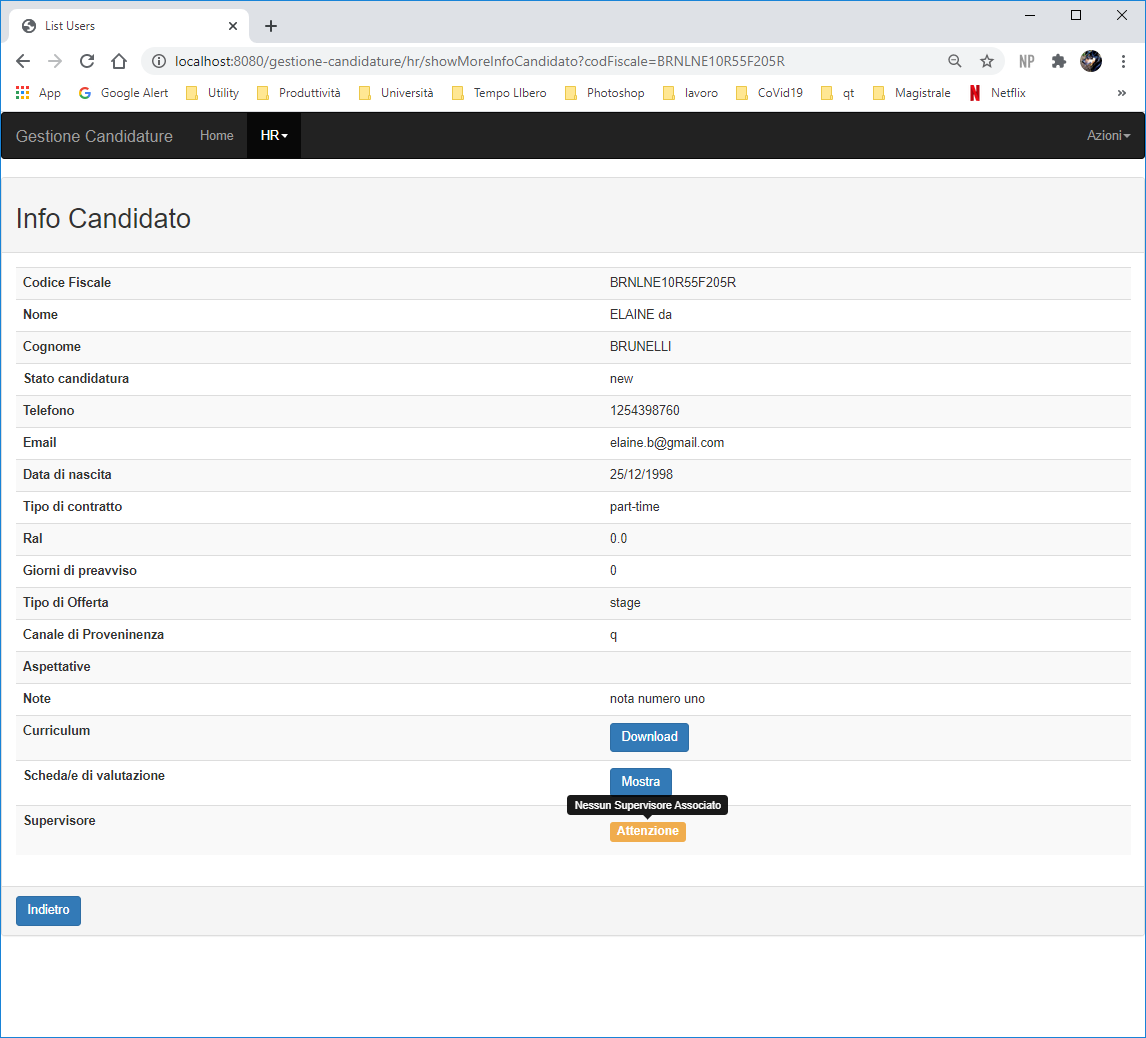 List Users
localhost:8080/gestione-candidature/hr/showMoreInfoCandidato?codFiscale=BRNLNE10R55F205R
NP
App Google Alert Utility Produttività Università Tempo LIbero Photoshop lavoro CoVid19 qt Magistrale Netflix »
Gestione Candidature Home HR Azioni
Info Candidato
Codice Fiscale BRNLNE10R55F205R
Nome ELAINE da
Cognome BRUNELLI
Stato candidatura new
Telefono 1254398760
Email elaine.b@gmail.com
Data di nascita 25/12/1998
Tipo di contratto part-time
Ral 0.0
Giorni di preavviso 0
Tipo di Offerta stage
Canale di Proveninenza q
Aspettative
Note nota numero uno
Curriculum Download
Scheda/e di valutazione Mostra
Nessun Supervisore Associato
Supervisore Attenzione
Indietro